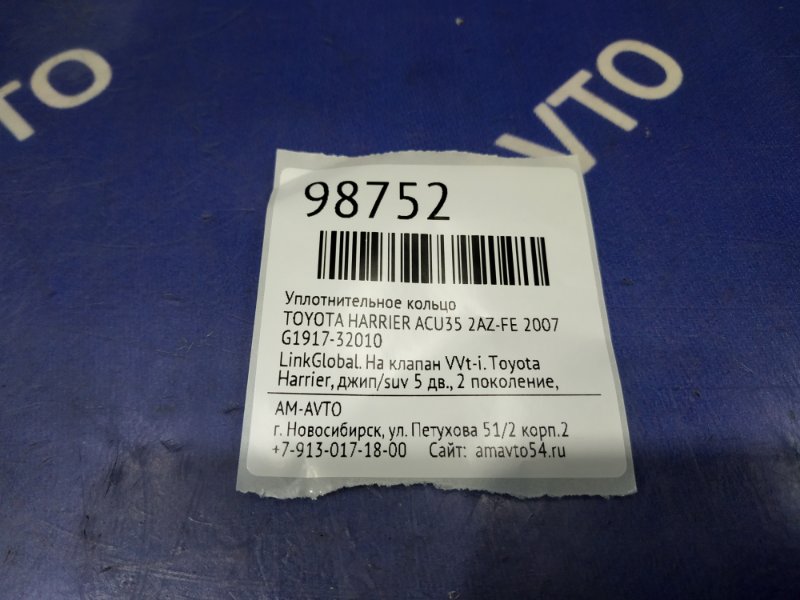 TO
AVTO
98752
Уплотнительное кольцо
TOYOTA HARRIER ACU35 2AZ-FE 2007
G1917-32010
LinkGlobal. На клапан VVt-i. Toyota
Harrier, джип/suv 5 дв., 2 поколение,
AM-AVTO
г. Новосибирск, ул. Петухова 51/2 корп.2
+7-913-017-18-00 Сайт: amavto54.ru